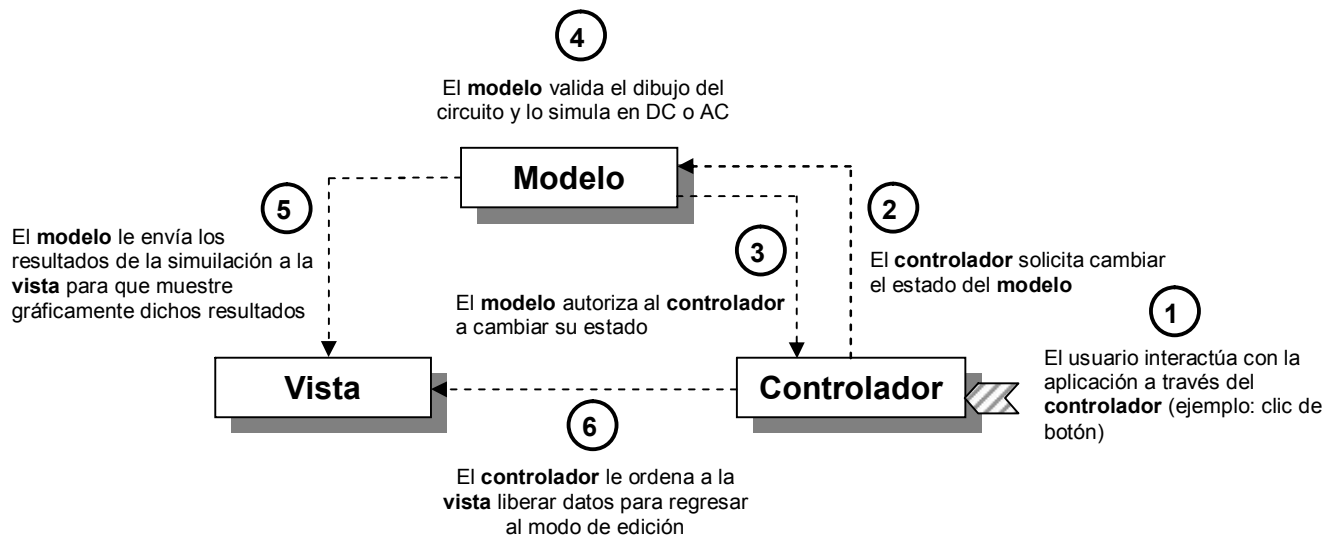 4
El modelo valida el dibujo del
circuito y lo simula en DC o AC
Modelo
5
El modelo le envía los
resultados de la simuilación a la
vista para que muestre
gráficamente dichos resultados
2
El controlador solicita cambiar
el estado del modelo
3
El modelo autoriza al controlador
a cambiar su estado
1
El usuario interactúa con la
aplicación a través del
controlador (ejemplo: clic de
botón)
Vista
Controlador
6
El controlador le ordena a la
vista liberar datos para regresar
al modo de edición